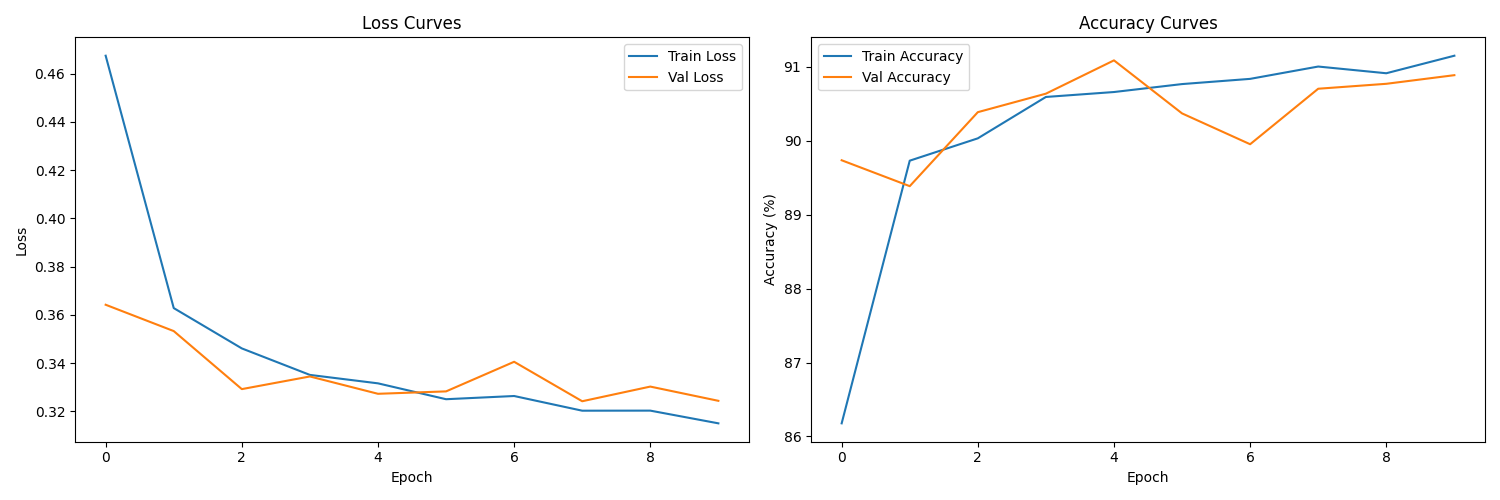 Loss Curves
Train Loss
Val Loss
0.46
0.44
0.42
0.40
0.38
0.36
0.34
0.32
Loss
0 2 4 6 8
Epoch
Accuracy Curves
Train Accuracy
Val Accuracy
91
90
89
88
87
86
Accuracy (%)
0 2 4 6 8
Epoch